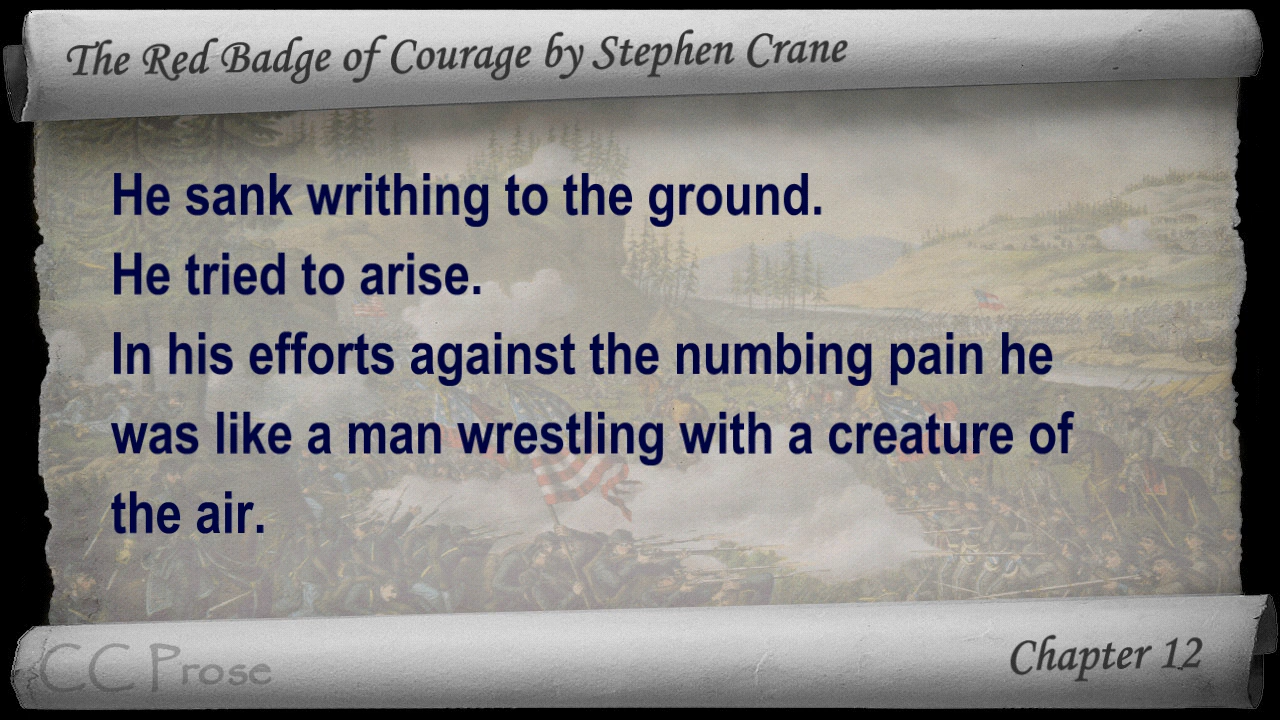 The Red Badge of Courage by Stephen Crane
He sank writhing to the ground.
He tried to arise.
In his efforts against the numbing pain he
was like a man wrestling with a creature of
the air.
CC Prose
Chapter 12